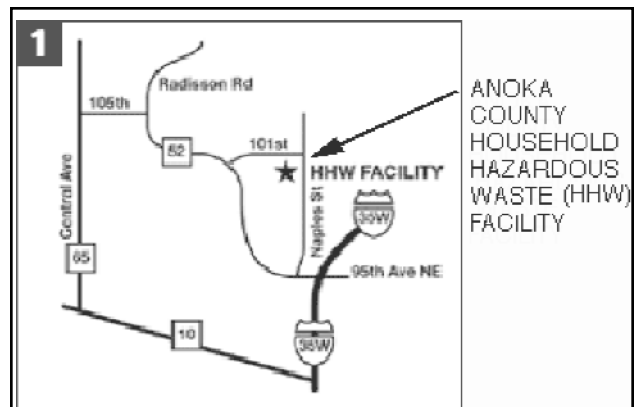 1
Radisson Rd
105th
52
101st
HHW FACILITY
Central Ave
Naples St
35W
65
95th Ave NE
10
35W
ANOKA
COUNTY
HOUSEHOLD
HAZARDOUS
WASTE (HHW)
FACILITY